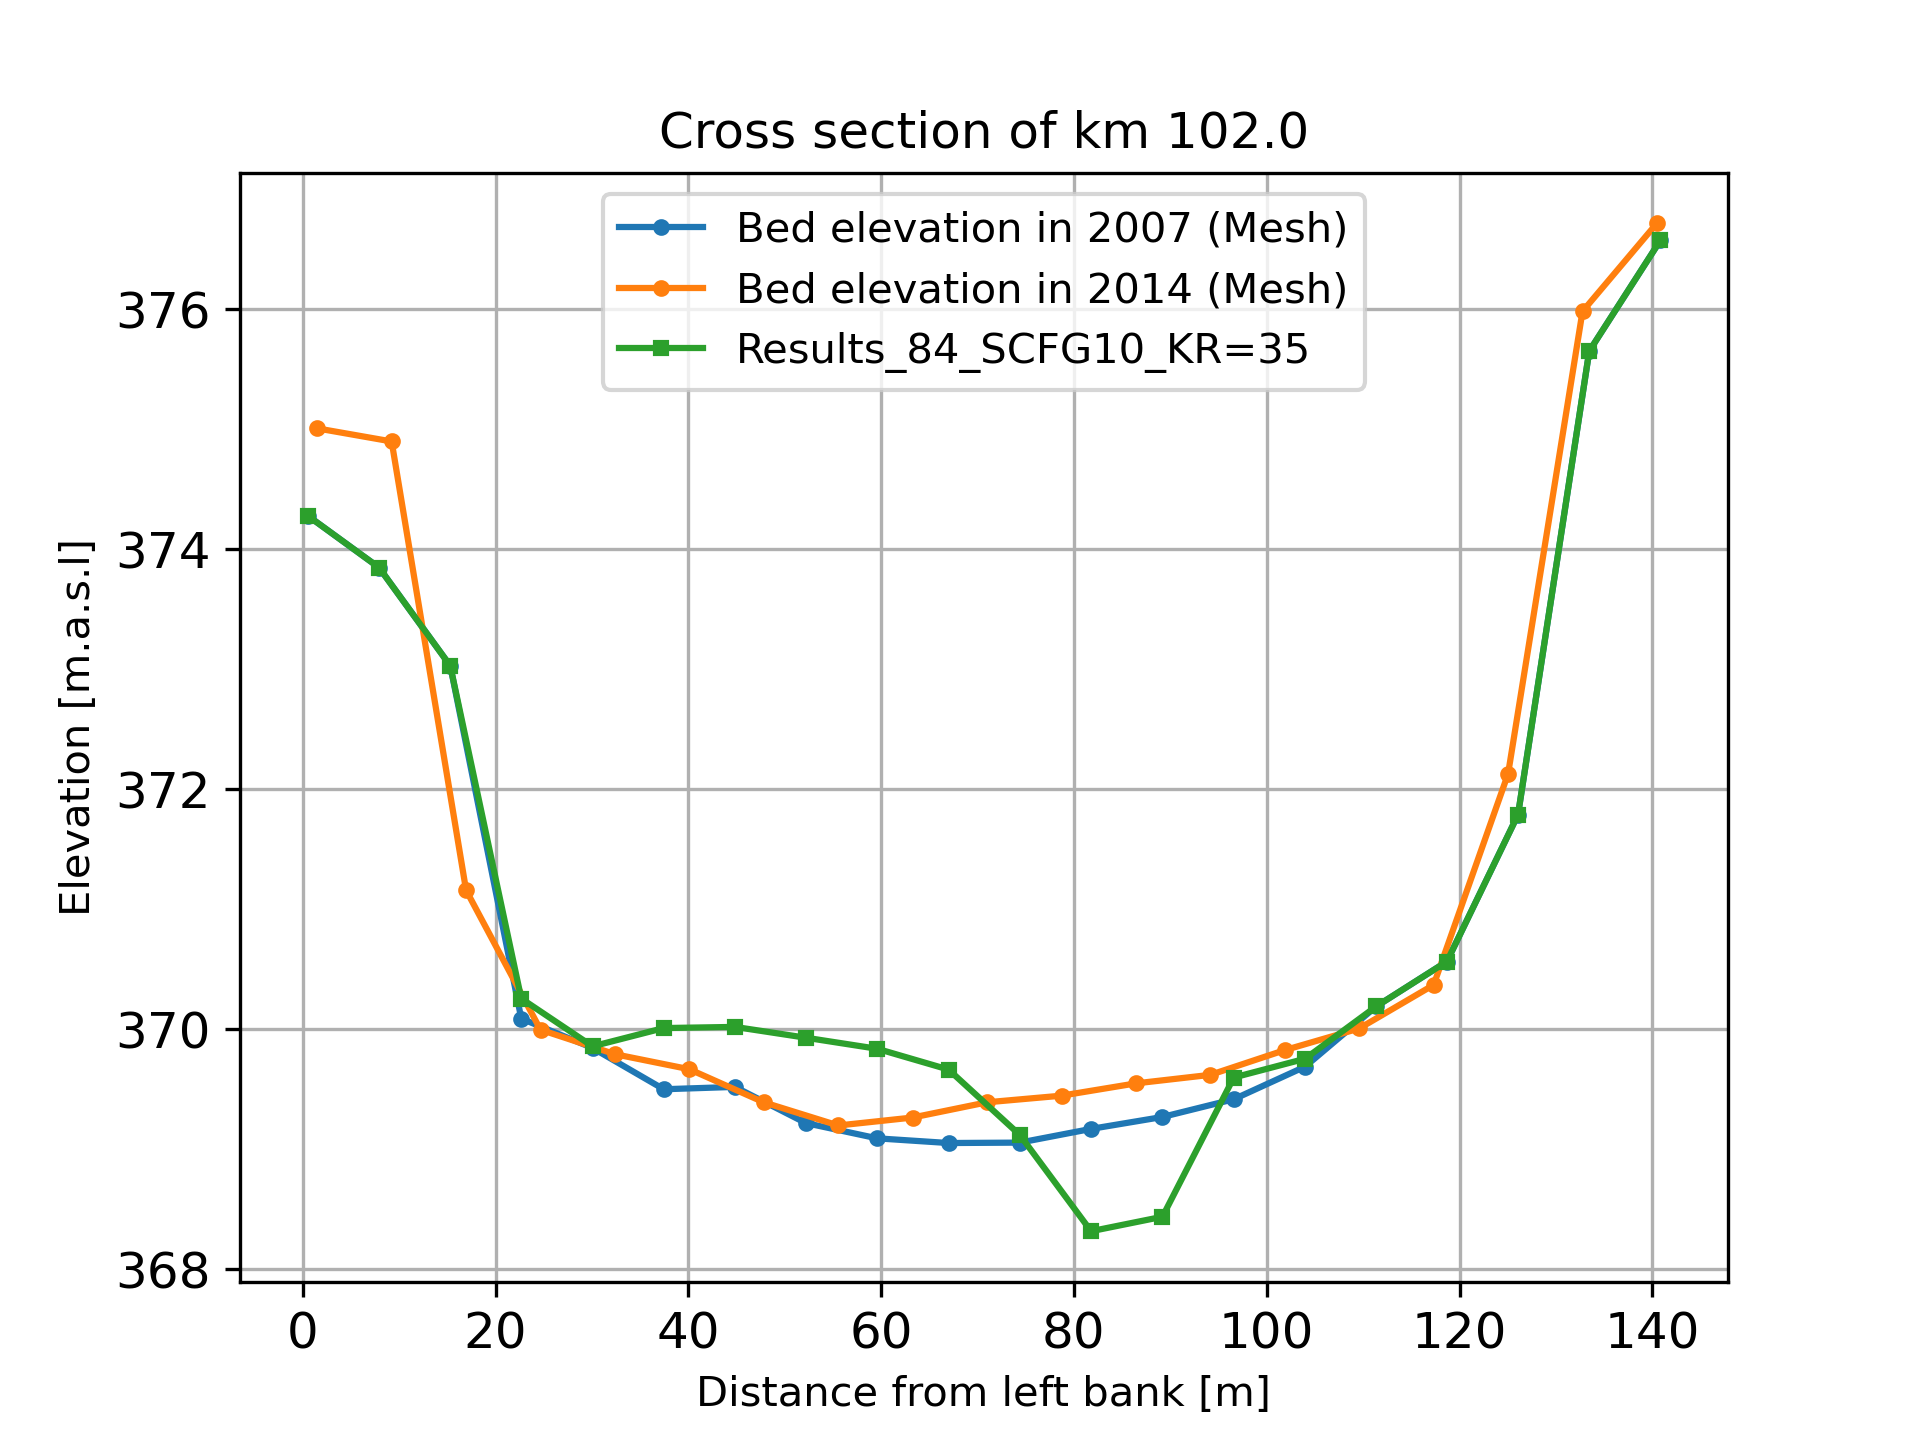 Cross section of km 102.0
Bed elevation in 2007 (Mesh)
Bed elevation in 2014 (Mesh)
Results_84_SCFG10_KR=35
Elevation [m.a.s.l]
376
374
372
370
368
0 20 40 60 80 100 120 140
Distance from left bank [m]